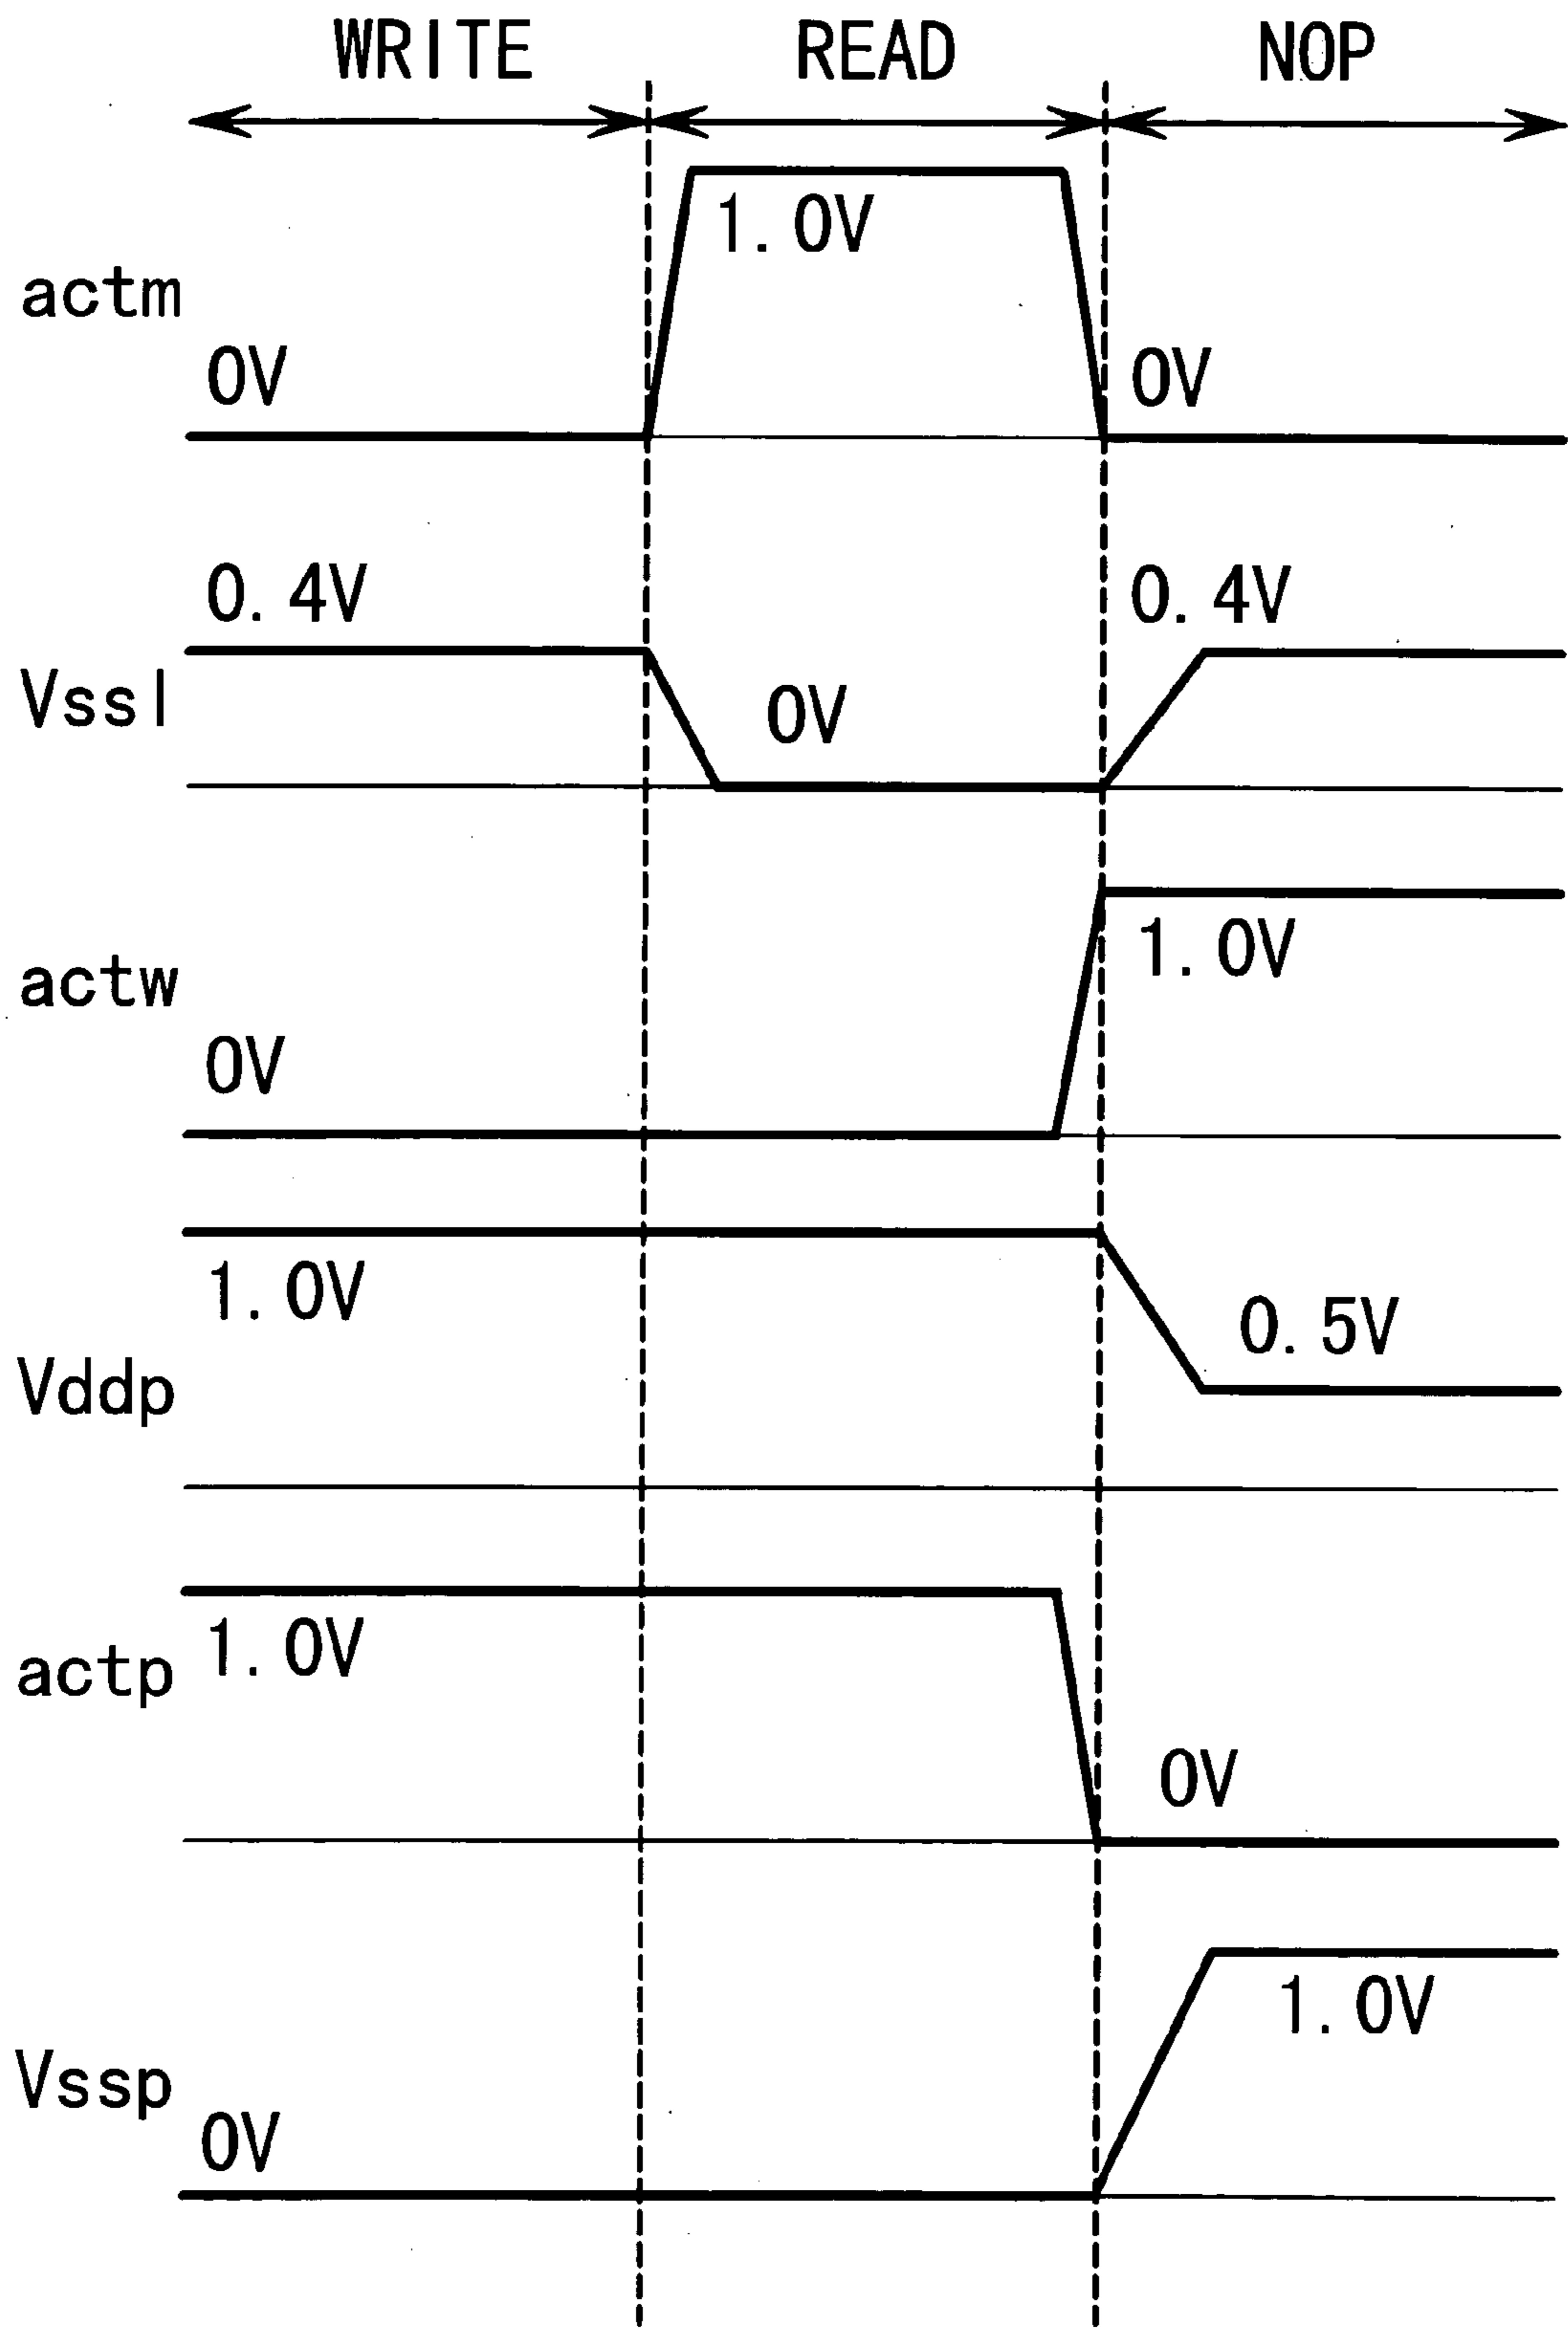 WRITE READ NOP
1.0V
actm
0V 0V
0.4V 0.4V
Vssl 0V
1.0V
actw
0V
1.0V
0.5V
Vddp
1.0V
actp
0V
1.0V
Vssp
0V